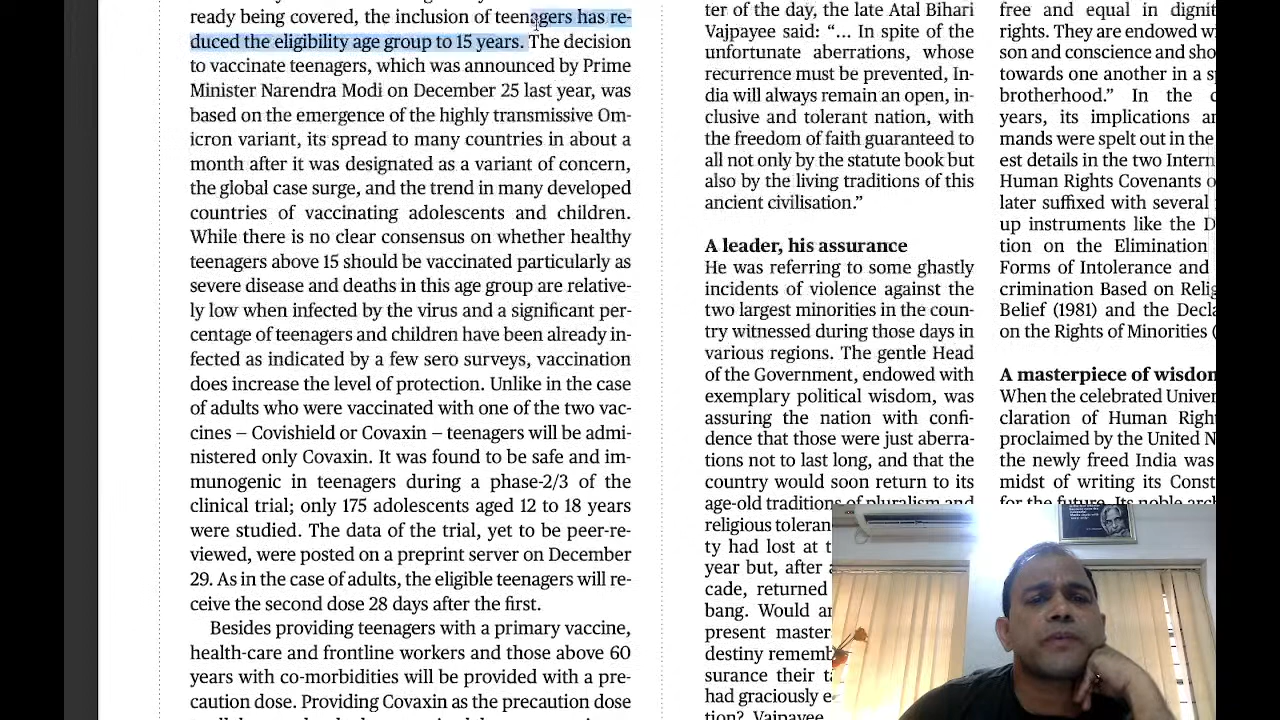 ready being covered, the inclusion of teenagers has re-
duced the eligibility age group to 15 years. The decision
to vaccinate teenagers, which was announced by Prime
Minister Narendra Modi on December 25 last year, was
based on the emergence of the highly transmissive Om-
icron variant, its spread to many countries in about a
month after it was designated as a variant of concern,
the global case surge, and the trend in many developed
countries of vaccinating adolescents and children.
While there is no clear consensus on whether healthy
teenagers above 15 should be vaccinated particularly as
severe disease and deaths in this age group are relative-
ly low when infected by the virus and a significant per-
centage of teenagers and children have been already in-
fected as indicated by a few sero surveys, vaccination
does increase the level of protection. Unlike in the case
of adults who were vaccinated with one of the two vac-
cines – Covishield or Covaxin – teenagers will be admi-
nistered only Covaxin. It was found to be safe and im-
munogenic in teenagers during a phase-2/3 of the
clinical trial; only 175 adolescents aged 12 to 18 years
were studied. The data of the trial, yet to be peer-re-
viewed, were posted on a preprint server on December
29. As in the case of adults, the eligible teenagers will re-
ceive the second dose 28 days after the first.
Besides providing teenagers with a primary vaccine,
health-care and frontline workers and those above 60
years with co-morbidities will be provided with a pre-
caution dose. Providing Covaxin as the precaution dose
ter of the day, the late Atal Bihari
Vajpayee said: “... In spite of the
unfortunate aberrations, whose
recurrence must be prevented, In-
dia will always remain an open, in-
clusive and tolerant nation, with
the freedom of faith guaranteed to
all not only by the statute book but
also by the living traditions of this
ancient civilisation.”
A leader, his assurance
He was referring to some ghastly
incidents of violence against the
two largest minorities in the coun-
try witnessed during those days in
various regions. The gentle Head
of the Government, endowed with
exemplary political wisdom, was
assuring the nation with confi-
dence that those were just aberra-
tions not to last long, and that the
country would soon return to its
age-old traditions of pluralism and
religious toleran
ty had lost at t
year but, after
cade, returned
bang. Would an
present master
destiny rememb
surance their t
had graciously e
tion? Vajpayee
free and equal in dignit
rights. They are endowed w
son and conscience and sho
towards one another in a s
brotherhood.” In the
years, its implications an
mands were spelt out in the
est details in the two Intern
Human Rights Covenants o
later suffixed with several
up instruments like the D
tion on the Elimination
Forms of Intolerance and
crimination Based on Relig
Belief (1981) and the Decla
on the Rights of Minorities (
A masterpiece of wisdom
When the celebrated Univer
claration of Human Righ
proclaimed by the United N
the newly freed India was
midst of writing its Const
for the future. Its noble